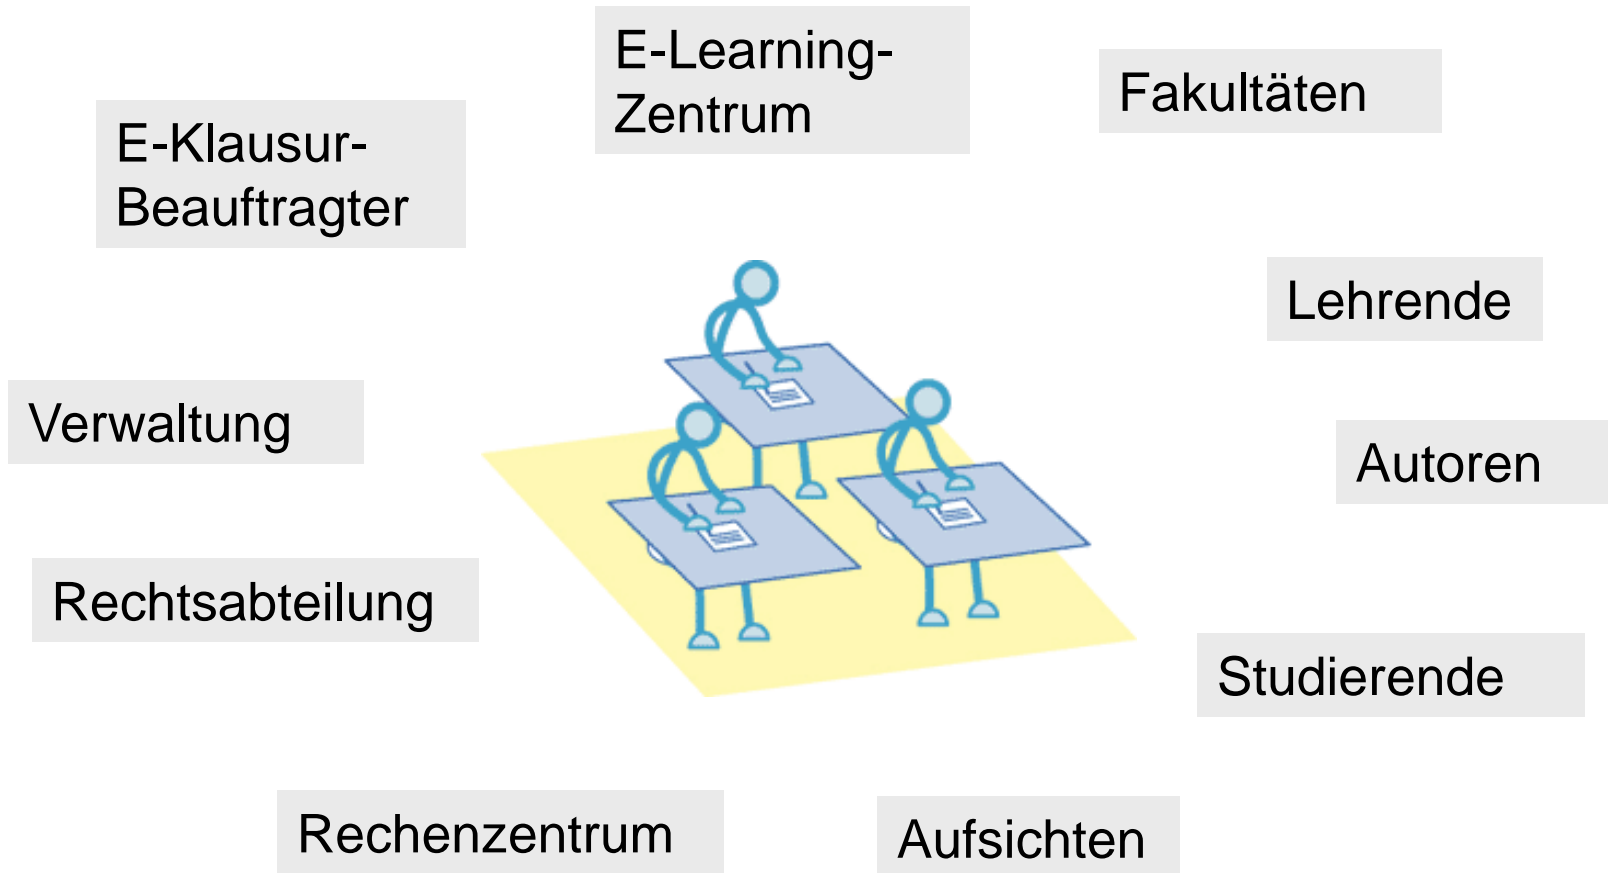 E-Learning-
Zentrum
Fakultäten
E-Klausur-
Beauftragter
Lehrende
Verwaltung
Autoren
Rechtsabteilung
Studierende
Rechenzentrum
Aufsichten